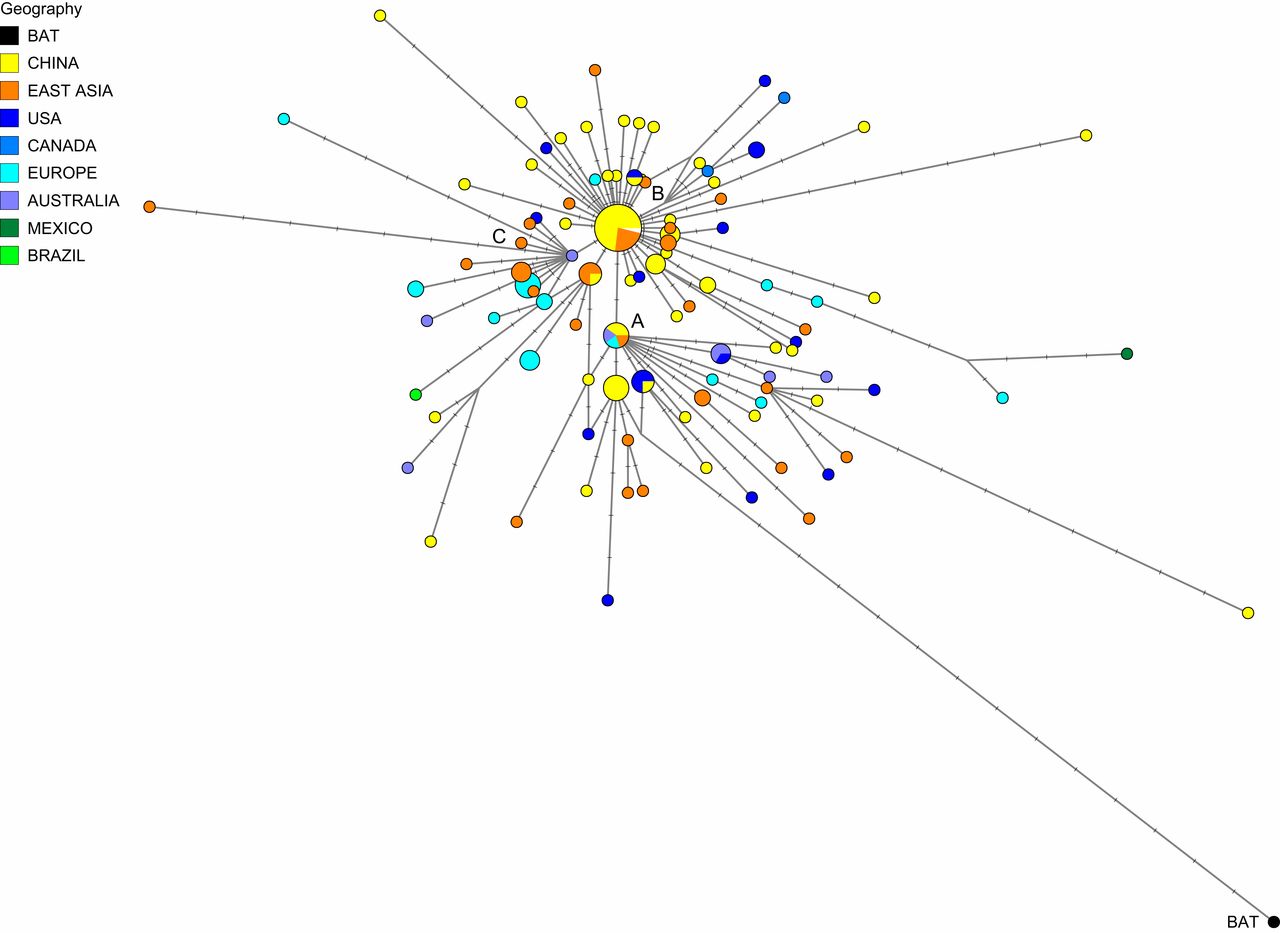 Geography
BAT
CHINA
EAST ASIA
USA
CANADA
EUROPE
AUSTRALIA
MEXICO
BRAZIL
B
C
A
BAT